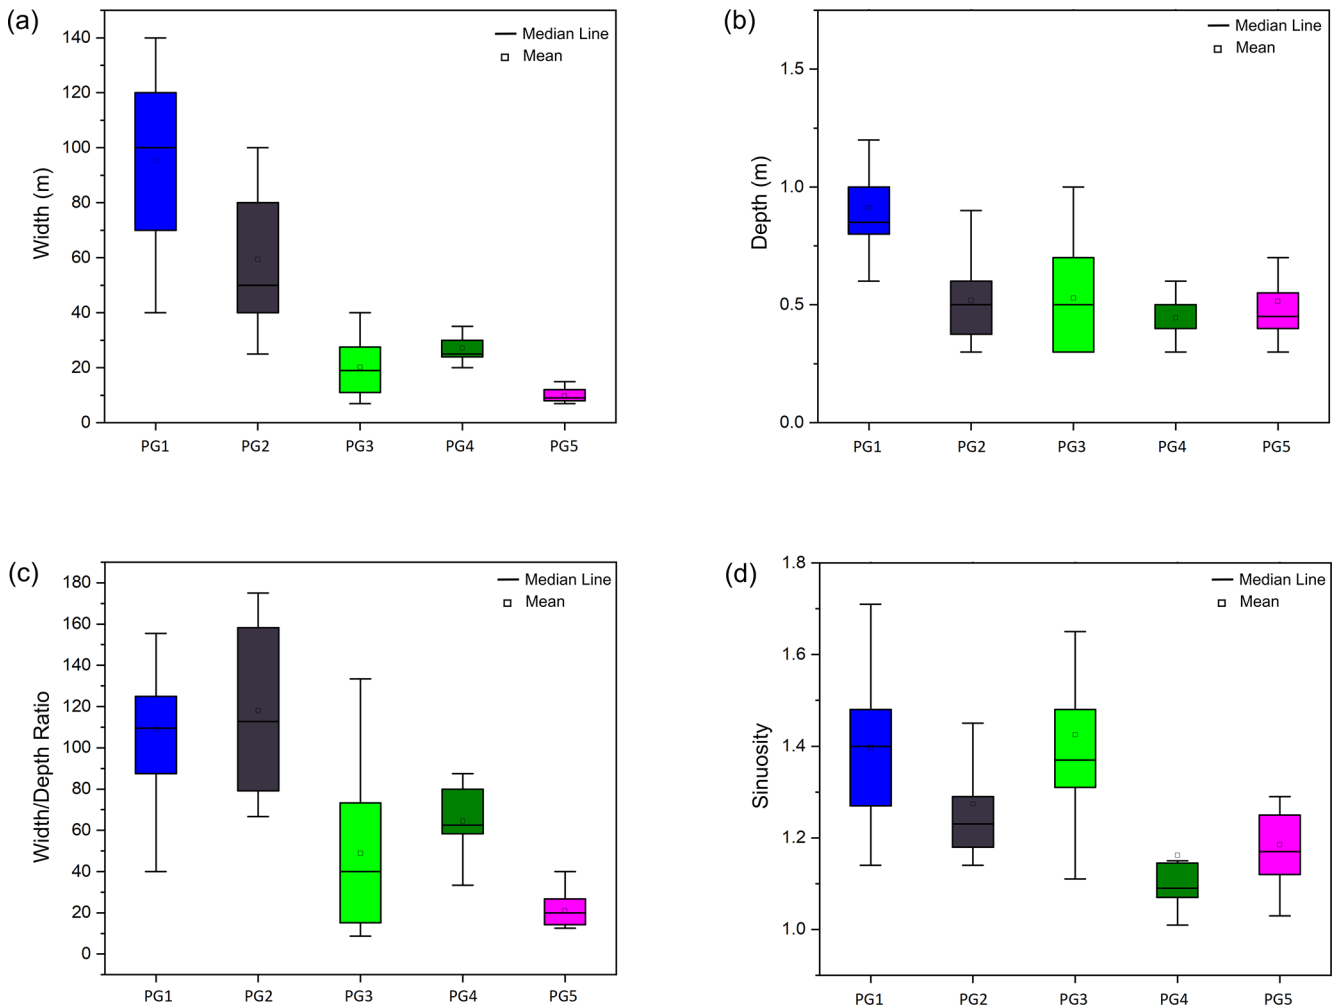 (a)
Width (m)
140
120
100
80
60
40
20
0
Median Line
Mean
PG1 PG2 PG3 PG4 PG5
(b)
Depth (m)
1.5
1.0
0.5
0.0
Median Line
Mean
PG1 PG2 PG3 PG4 PG5
(c)
Width/Depth Ratio
180
160
140
120
100
80
60
40
20
0
Median Line
Mean
PG1 PG2 PG3 PG4 PG5
(d)
Sinuosity
1.8
1.6
1.4
1.2
1.0
Median Line
Mean
PG1 PG2 PG3 PG4 PG5